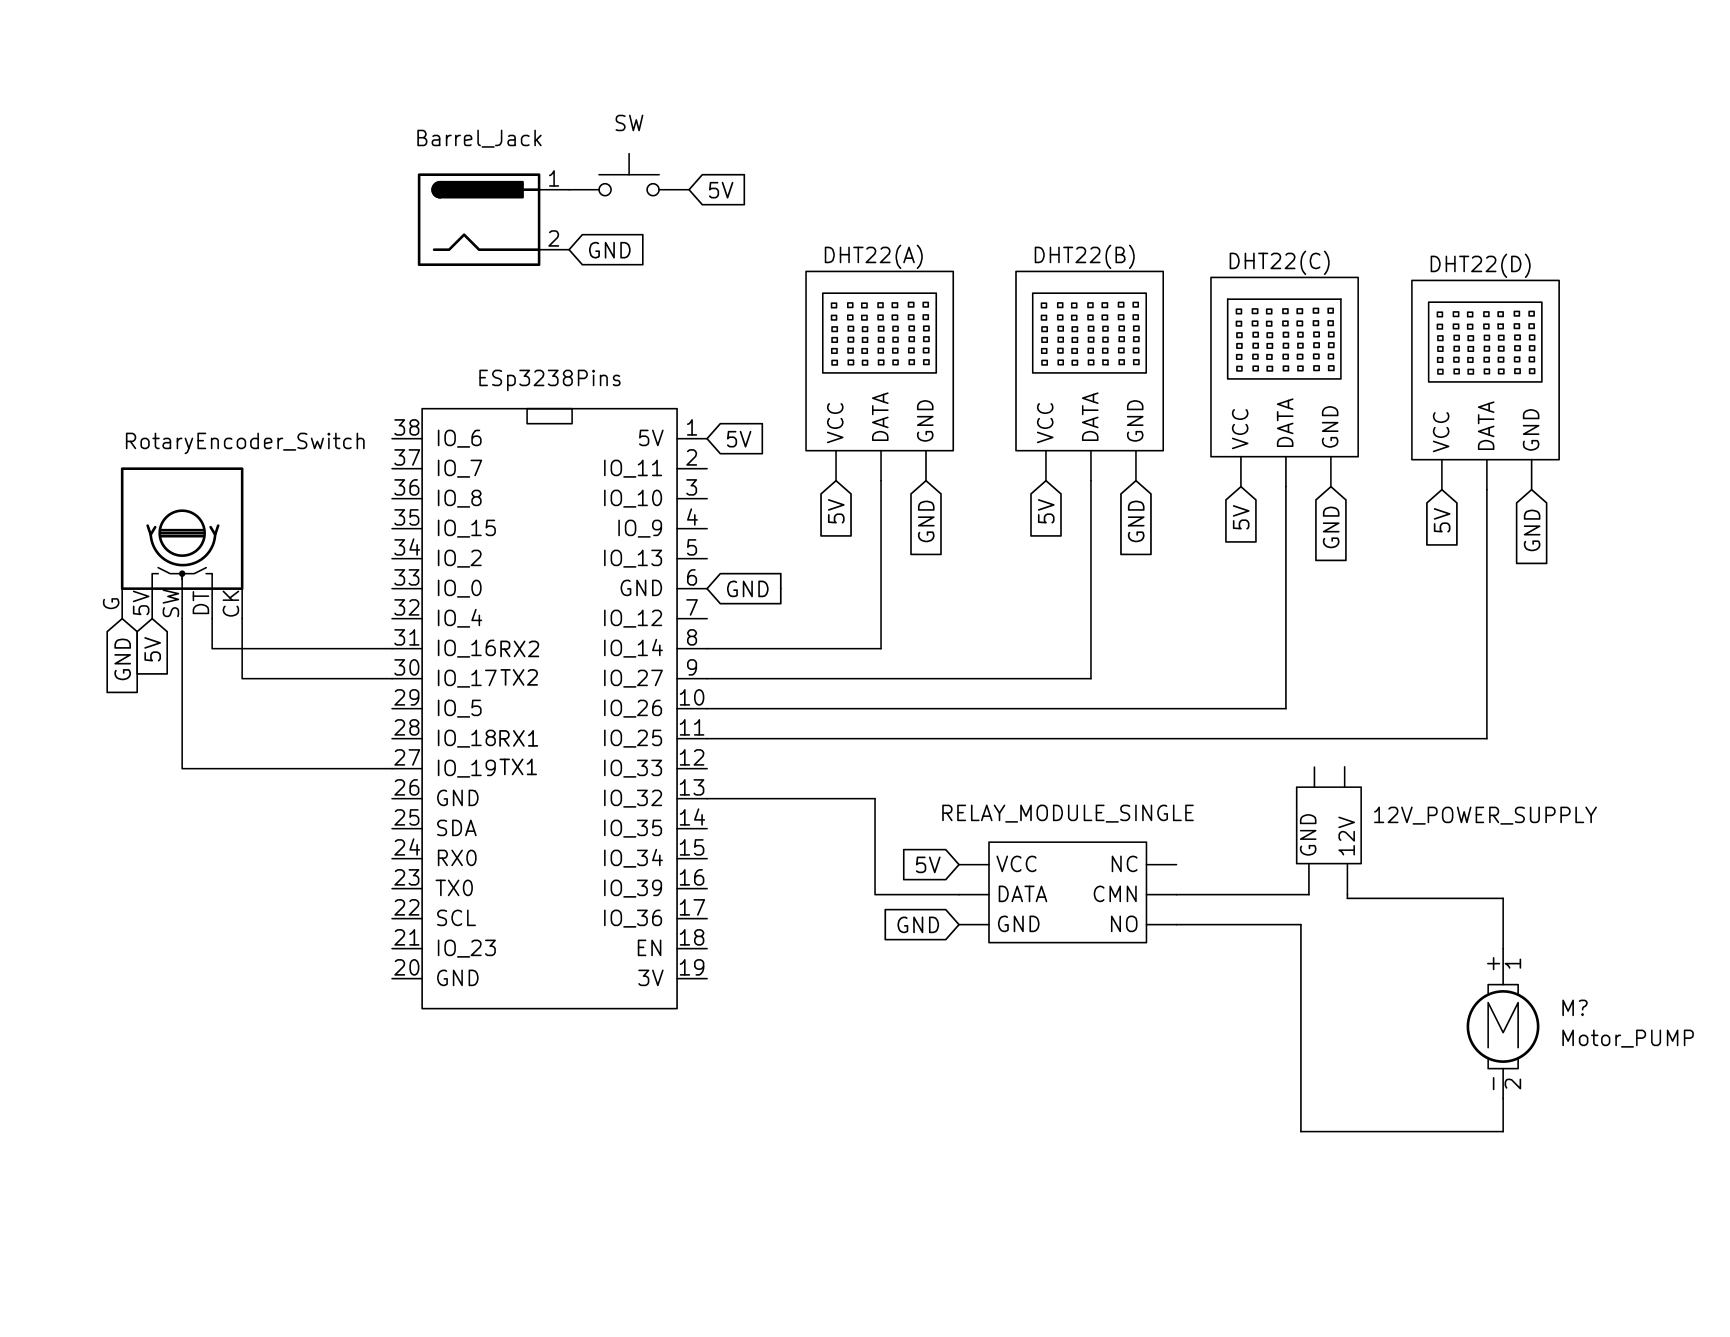 SW
Barrel_Jack
1
5V
2
GND
DHT22(A)
VCC
DATA
GND
5V
GND
DHT22(B)
VCC
DATA
GND
5V
GND
DHT22(C)
VCC
DATA
GND
5V
GND
DHT22(D)
VCC
DATA
GND
5V
GND
RotaryEncoder_Switch
G
5V
SW
DT
CK
GND
5V
ESp3238Pins
38 IO_6 5V 1 5V
37 IO_7 IO_11 2
36 IO_8 IO_10 3
35 IO_15 IO_9 4
34 IO_2 IO_13 5
33 IO_0 GND 6 GND
32 IO_4 IO_12 7
31 IO_16RX2 IO_14 8
30 IO_17TX2 IO_27 9
29 IO_5 IO_26 10
28 IO_18RX1 IO_25 11
27 IO_19TX1 IO_33 12
26 GND IO_32 13
25 SDA IO_35 14
24 RX0 IO_34 15
23 TX0 IO_39 16
22 SCL IO_36 17
21 IO_23 EN 18
20 GND 3V 19
RELAY_MODULE_SINGLE
5V VCC NC
DATA CMN
GND GND NO
12V_POWER_SUPPLY
GND
12V
+ 1
M
M?
Motor_PUMP
- 2